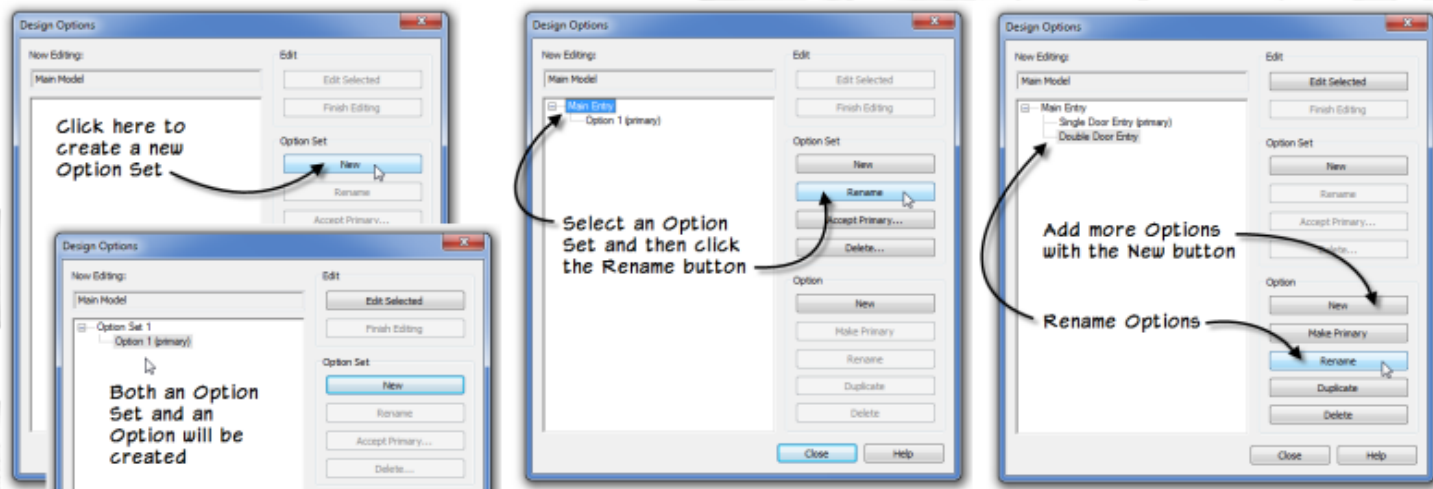 Design Options
Now Editing:
Main Model
Edit
Edit Selected
Finish Editing
Click here to
create a new
Option Set
Option Set
New
Rename
Accept Primary...
Design Options
Now Editing:
Main Model
Edit
Edit Selected
Finish Editing
Option Set 1
Option 1 (primary)
Both an Option
Set and an
Option will be
created
Option Set
New
Rename
Accept Primary...
Delete...
Design Options
Now Editing:
Main Model
Edit
Edit Selected
Finish Editing
Main Entry
Option 1 (primary)
Select an Option
Set and then click
the Rename button
Option Set
New
Rename
Accept Primary...
Delete...
Option
New
Make Primary
Rename
Duplicate
Delete
Close
Help
Design Options
Now Editing:
Main Model
Edit
Edit Selected
Finish Editing
Main Entry
Single Door Entry (primary)
Double Door Entry
Add more Options
with the New button
Rename Options
Option Set
New
Rename
Accept Primary...
Delete...
Option
New
Make Primary
Rename
Duplicate
Delete
Close
Help